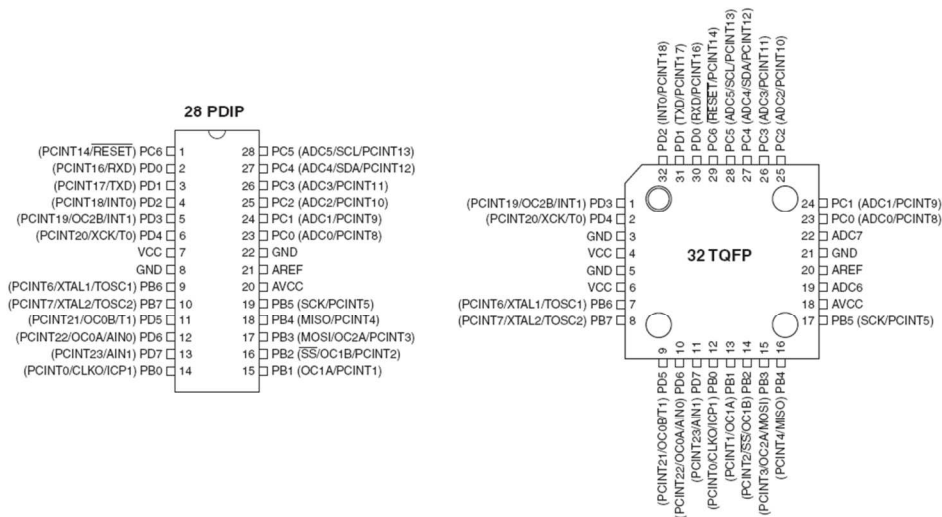 28 PDIP
(PCINT14/RESET) PC6 1
(PCINT16/RXD) PD0 2
(PCINT17/TXD) PD1 3
(PCINT18/INT0) PD2 4
(PCINT19/OC2B/INT1) PD3 5
(PCINT20/XCK/T0) PD4 6
VCC 7
GND 8
(PCINT6/XTAL1/TOSC1) PB6 9
(PCINT7/XTAL2/TOSC2) PB7 10
(PCINT21/OC0B/T1) PD5 11
(PCINT22/OC0A/AIN0) PD6 12
(PCINT23/AIN1) PD7 13
(PCINT0/CLKO/ICP1) PB0 14
28 PC5 (ADC5/SCL/PCINT13)
27 PC4 (ADC4/SDA/PCINT12)
26 PC3 (ADC3/PCINT11)
25 PC2 (ADC2/PCINT10)
24 PC1 (ADC1/PCINT9)
23 PC0 (ADC0/PCINT8)
22 GND
21 AREF
20 AVCC
19 PB5 (SCK/PCINT5)
18 PB4 (MISO/PCINT4)
17 PB3 (MOSI/OC2A/PCINT3)
16 PB2 (SS/OC1B/PCINT2)
15 PB1 (OC1A/PCINT1)
32 PD2 (INT0/PCINT18)
31 PD1 (TXD/PCINT17)
30 PD0 (RXD/PCINT16)
29 PC6 (RESET/PCINT14)
28 PC5 (ADC5/SCL/PCINT13)
27 PC4 (ADC4/SDA/PCINT12)
26 PC3 (ADC3/PCINT11)
25 PC2 (ADC2/PCINT10)
(PCINT19/OC2B/INT1) PD3 1
(PCINT20/XCK/T0) PD4 2
GND 3
VCC 4
GND 5
VCC 6
(PCINT6/XTAL1/TOSC1) PB6 7
(PCINT7/XTAL2/TOSC2) PB7 8
32 TQFP
24 PC1 (ADC1/PCINT9)
23 PC0 (ADC0/PCINT8)
22 ADC7
21 GND
20 AREF
19 ADC6
18 AVCC
17 PB5 (SCK/PCINT5)
(PCINT21/OC0B/T1) PD5 9
(PCINT22/OC0A/AIN0) PD6 10
(PCINT23/AIN1) PD7 11
(PCINT0/CLKO/ICP1) PB0 12
(PCINT1/OC1A) PB1 13
(PCINT2/SS/OC1B) PB2 14
(PCINT3/OC2A/MOSI) PB3 15
(PCINT4/MISO) PB4 16